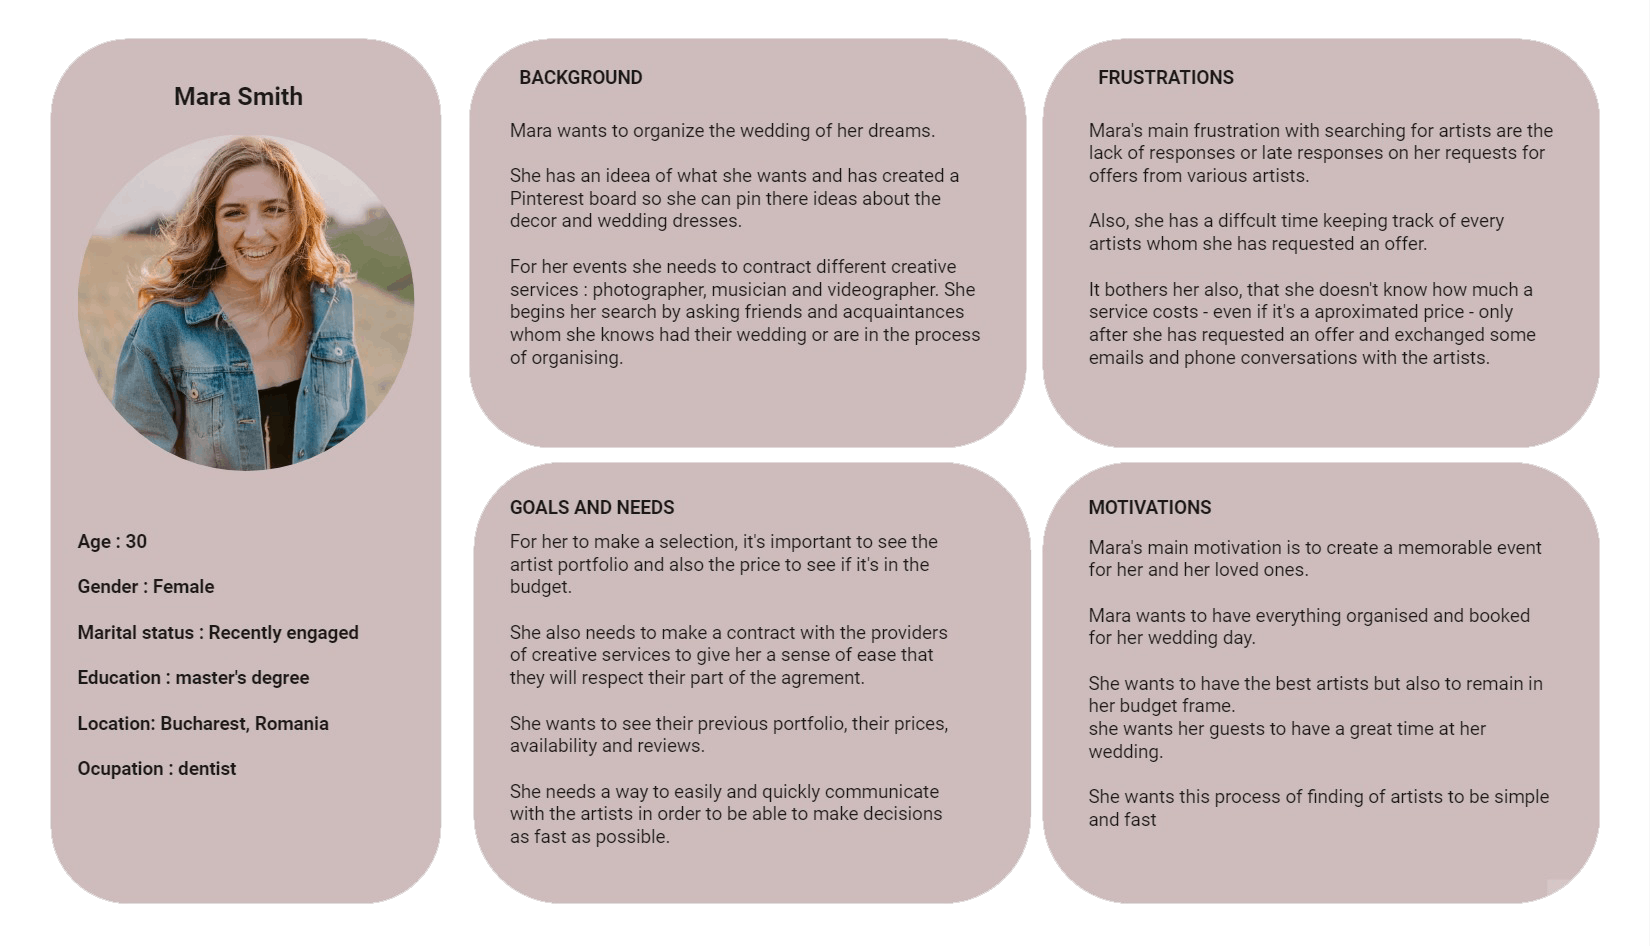 Mara Smith
Age : 30
Gender : Female
Marital status : Recently engaged
Education : master's degree
Location: Bucharest, Romania
Ocupation : dentist
BACKGROUND
Mara wants to organize the wedding of her dreams.
She has an ideea of what she wants and has created a
Pinterest board so she can pin there ideas about the
decor and wedding dresses.
For her events she needs to contract different creative
services : photographer, musician and videographer. She
begins her search by asking friends and acquaintances
whom she knows had their wedding or are in the process
of organising.
FRUSTRATIONS
Mara's main frustration with searching for artists are the
lack of responses or late responses on her requests for
offers from various artists.
Also, she has a diffcult time keeping track of every
artists whom she has requested an offer.
It bothers her also, that she doesn't know how much a
service costs - even if it's a aproximated price - only
after she has requested an offer and exchanged some
emails and phone conversations with the artists.
GOALS AND NEEDS
For her to make a selection, it's important to see the
artist portfolio and also the price to see if it's in the
budget.
She also needs to make a contract with the providers
of creative services to give her a sense of ease that
they will respect their part of the agrement.
She wants to see their previous portfolio, their prices,
availability and reviews.
She needs a way to easily and quickly communicate
with the artists in order to be able to make decisions
as fast as possible.
MOTIVATIONS
Mara's main motivation is to create a memorable event
for her and her loved ones.
Mara wants to have everything organised and booked
for her wedding day.
She wants to have the best artists but also to remain in
her budget frame.
she wants her guests to have a great time at her
wedding.
She wants this process of finding of artists to be simple
and fast